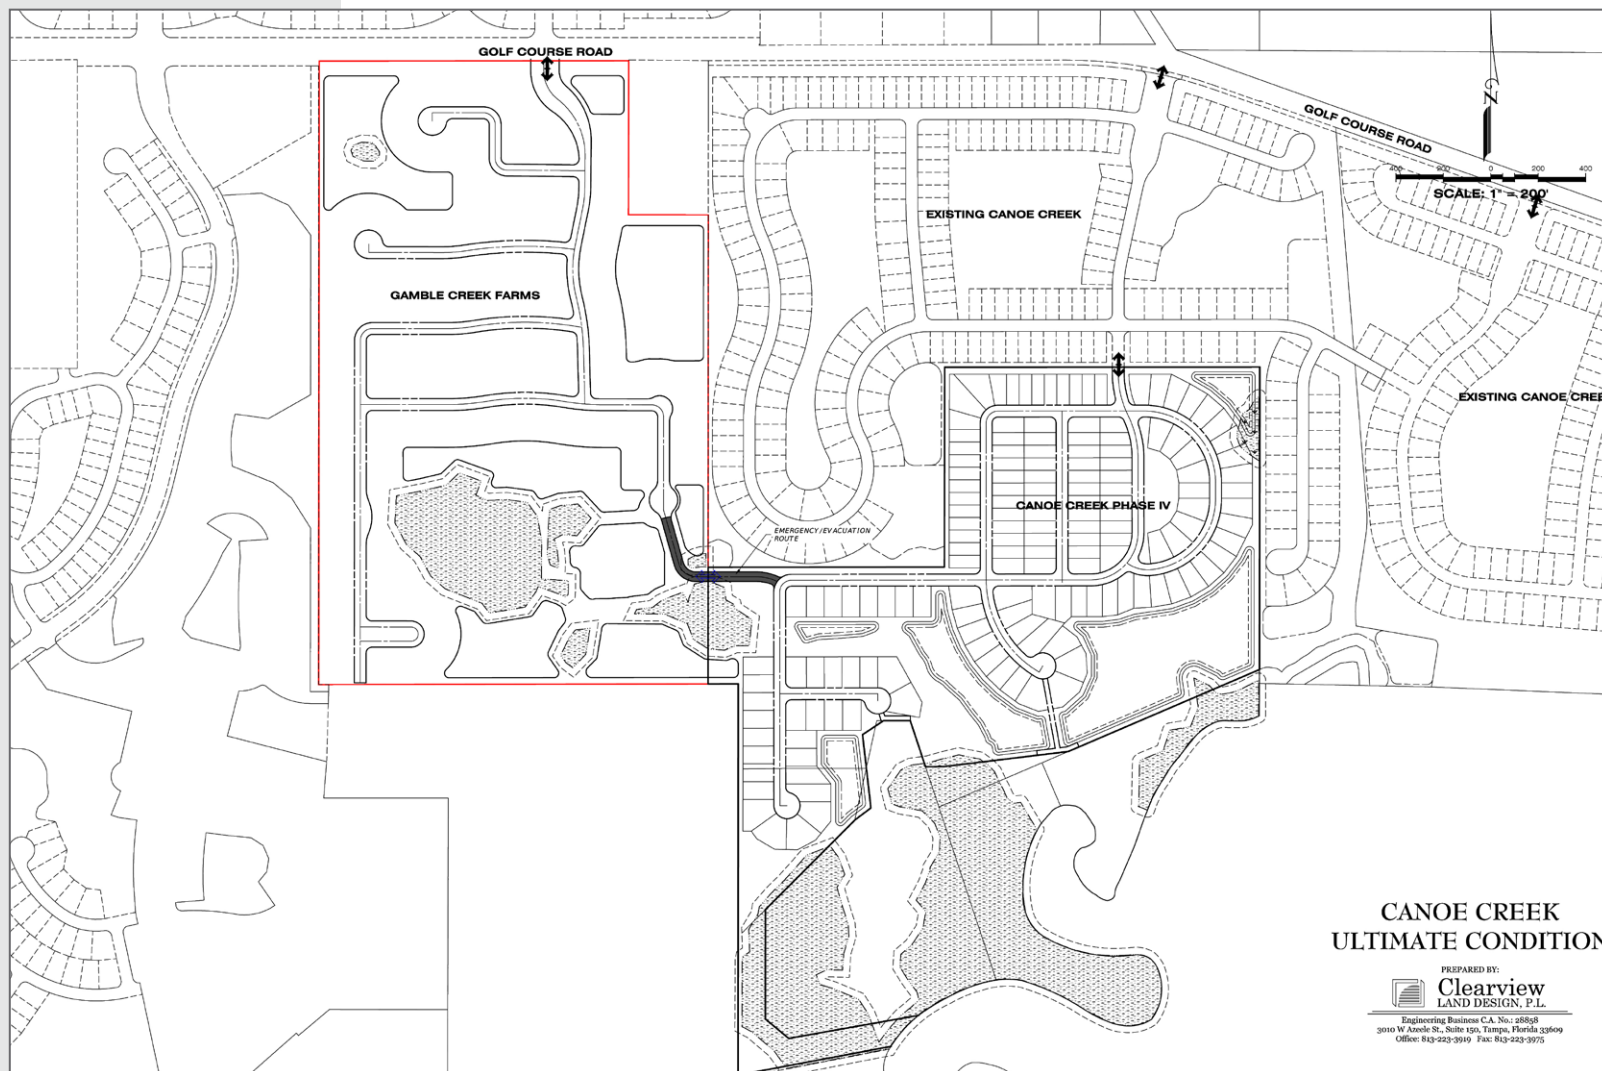 GOLF COURSE ROAD
GOLF COURSE ROAD
N
400 200 0 200 400
SCALE: 1" = 200'
EXISTING CANOE CREEK
GAMBLE CREEK FARMS
EXISTING CANOE CREE
CANOE CREEK PHASE IV
EMERGENCY/EVACUATION
ROUTE
CANOE CREEK
ULTIMATE CONDITION
PREPARED BY:
Clearview
LAND DESIGN, P.L.
Engineering Business C.A. No.: 28858
3010 W Azeele St., Suite 150, Tampa, Florida 33609
Office: 813-223-3919 Fax: 813-223-3975